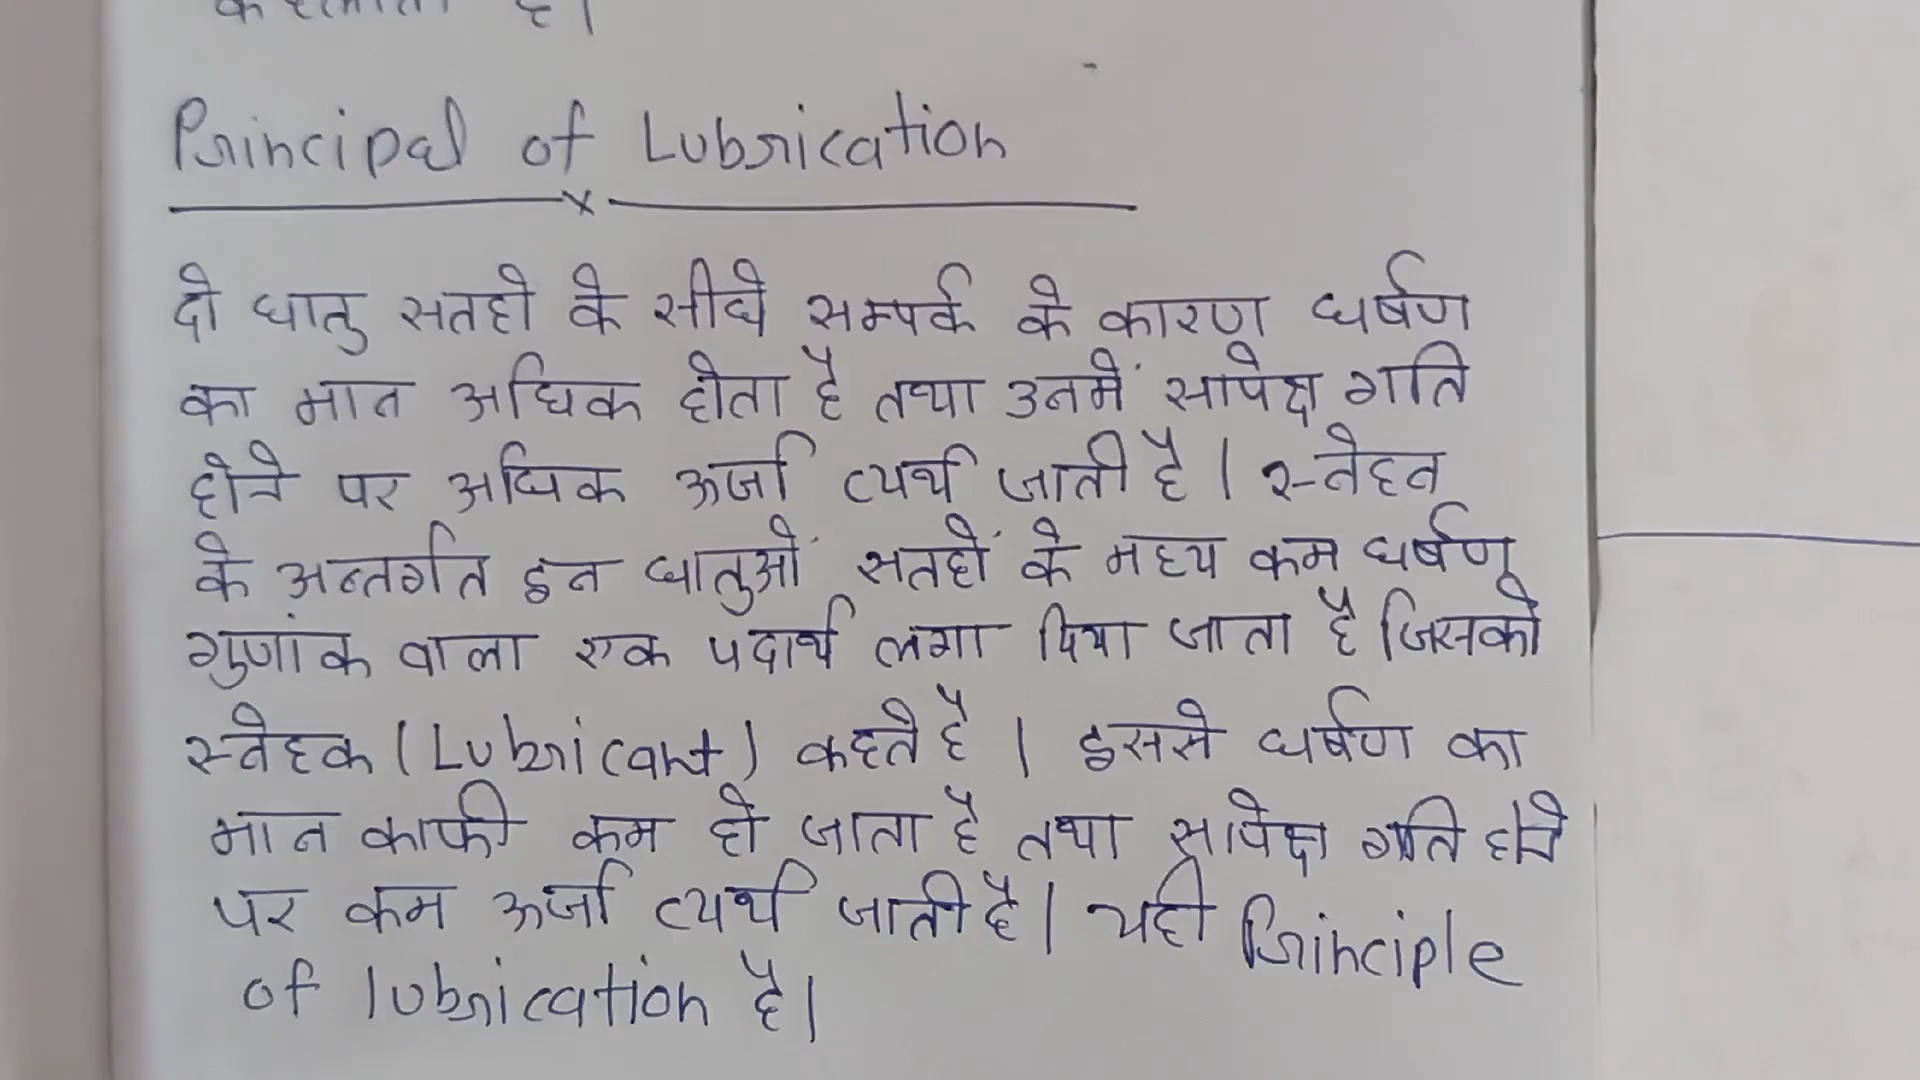 कहलाता है।
Principal of Lubrication
दो धातु सतहो के सीधे सम्पर्क के कारण घर्षण
का मान अधिक होता है तथा उनमें सापेक्ष गति
होने पर अधिक ऊर्जा व्यर्थ जाती है। स्नेहन
के अन्तर्गत इन धातुओं सतहों के मध्य कम घर्षण
गुणांक वाला एक पदार्थ लगा दिया जाता है जिसको
स्नेहक (Lubricant) कहते है। इससे घर्षण का
मान काफी कम हो जाता है तथा सापेक्ष गति होने
पर कम ऊर्जा व्यर्थ जाती है। यही Principle
of lubrication है।